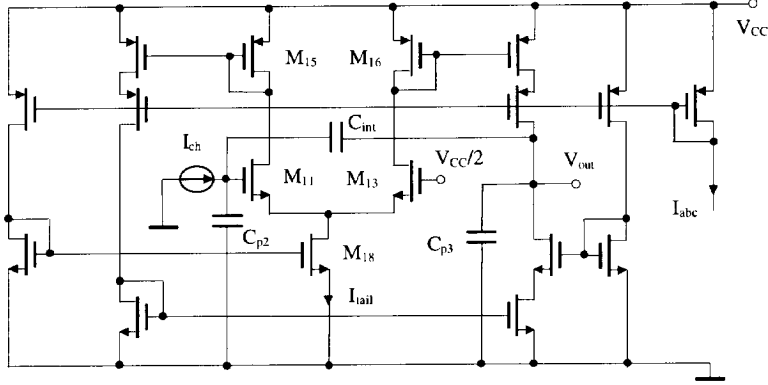 V_CC
M_15
M_16
C_int
I_ch
V_CC/2
M_11
M_13
V_out
I_abc
C_p2
C_p3
M_18
I_tail